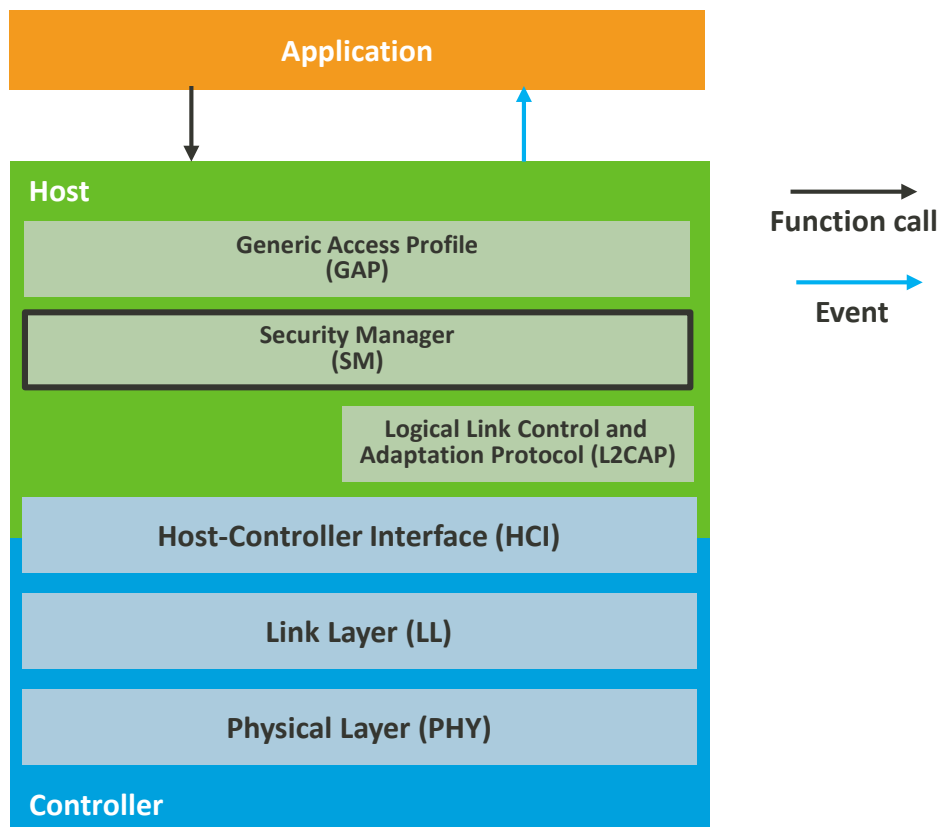 Application
Host
Generic Access Profile
(GAP)
Security Manager
(SM)
Logical Link Control and
Adaptation Protocol (L2CAP)
Host-Controller Interface (HCI)
Link Layer (LL)
Physical Layer (PHY)
Controller
Function call
Event